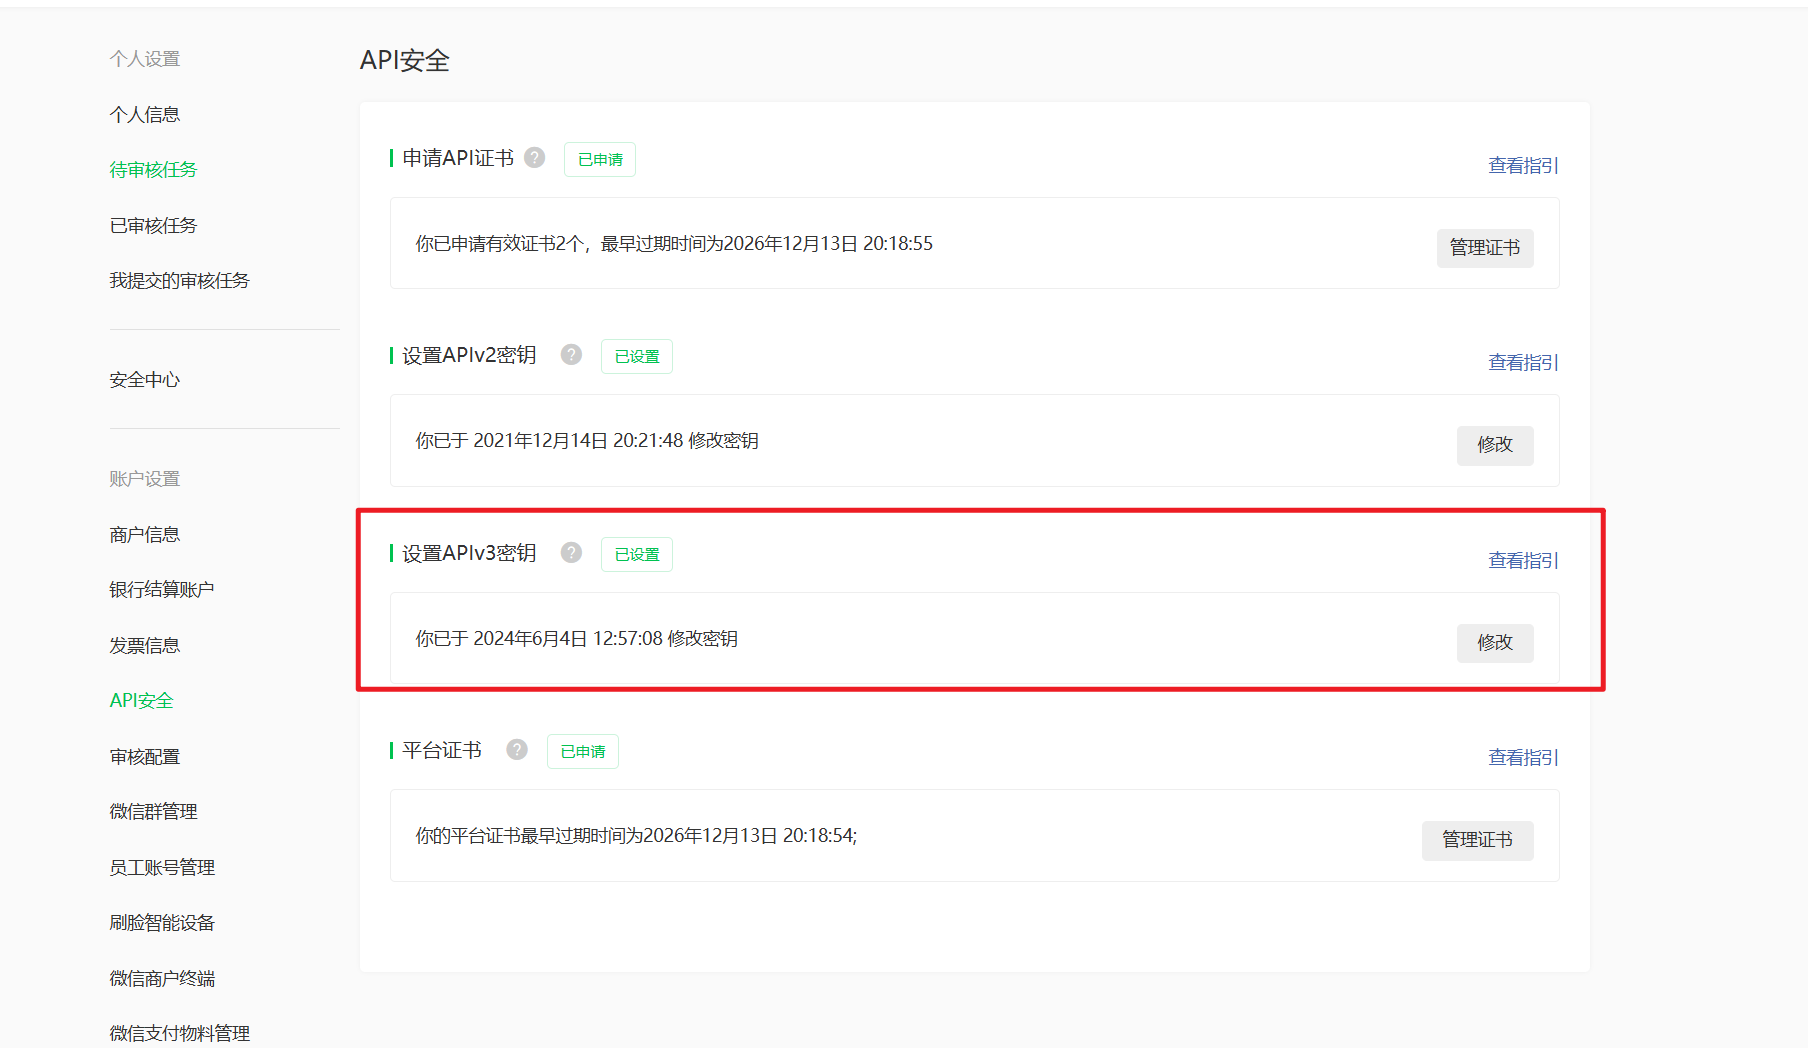 个人设置
个人信息
待审核任务
已审核任务
我提交的审核任务
安全中心
账户设置
商户信息
银行结算账户
发票信息
API安全
审核配置
微信群管理
员工账号管理
刷脸智能设备
微信商户终端
微信支付物料管理
API安全
申请API证书 ? 已申请 查看指引
你已申请有效证书2个，最早过期时间为2026年12月13日 20:18:55 管理证书
设置APIv2密钥 ? 已设置 查看指引
你已于 2021年12月14日 20:21:48 修改密钥 修改
设置APIv3密钥 ? 已设置 查看指引
你已于 2024年6月4日 12:57:08 修改密钥 修改
平台证书 ? 已申请 查看指引
你的平台证书最早过期时间为2026年12月13日 20:18:54; 管理证书